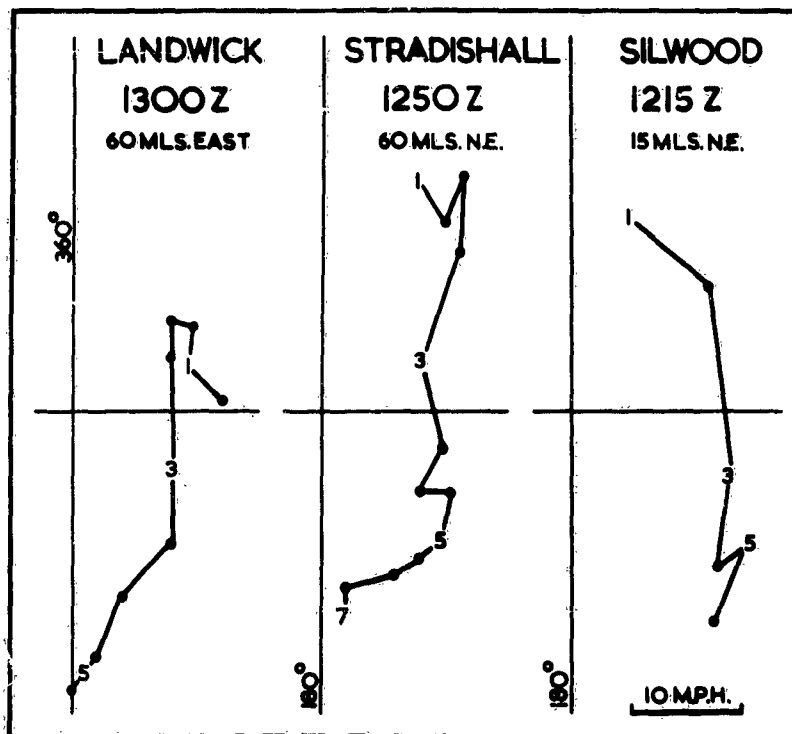 LANDWICK
1300 Z
60 MLS. EAST
360°
1
3
5
STRADISHALL
1250 Z
60 MLS. N.E.
1
3
5
7
180°
SILWOOD
1215 Z
15 MLS. N.E.
1
3
5
180°
10 M.P.H.